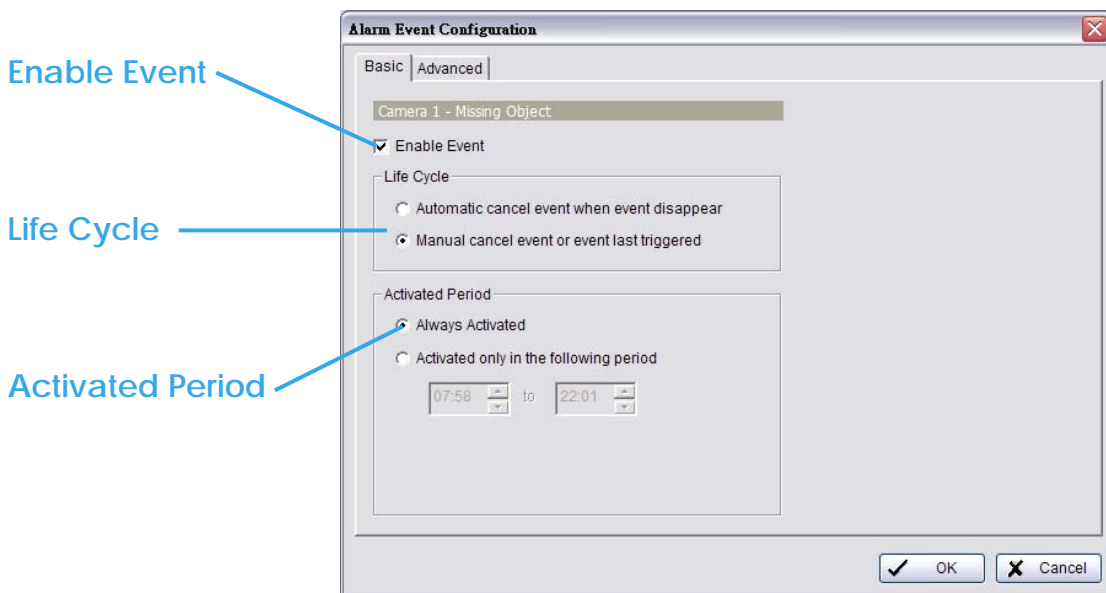 Alarm Event Configuration
Basic
Advanced
Camera 1 - Missing Object
Enable Event
Enable Event
Life Cycle
Automatic cancel event when event disappear
Life Cycle
Manual cancel event or event last triggered
Activated Period
Always Activated
Activated only in the following period
Activated Period
07:58 to 22:01
OK
Cancel